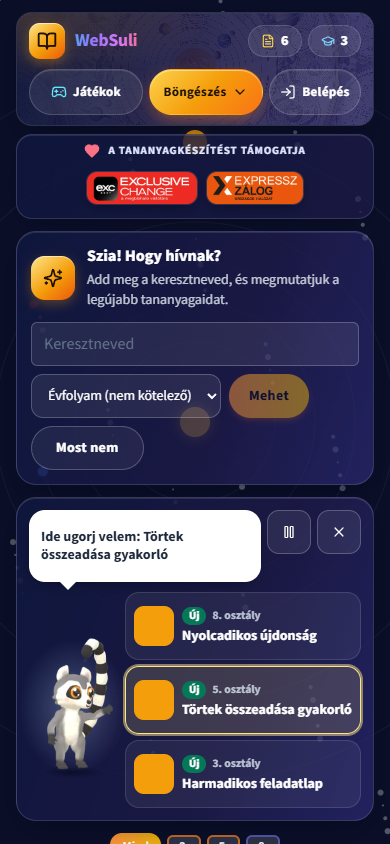 WebSuli
6
3
Játékok
Böngészés
Belépés
A TANANYAGKÉSZÍTÉST TÁMOGATJA
exc
EXCLUSIVE
CHANGE
EXPRESSZ
ZÁLOG
Szia! Hogy hívnak?
Add meg a keresztneved, és megmutatjuk a
legújabb tananyagaidat.
Keresztneved
Évfolyam (nem kötelező)
Mehet
Most nem
Ide ugorj velem: Törtek
összeadása gyakorló
Új 8. osztály
Nyolcadikos újdonság
Új 5. osztály
Törtek összeadása gyakorló
Új 3. osztály
Harmadikos feladatlap